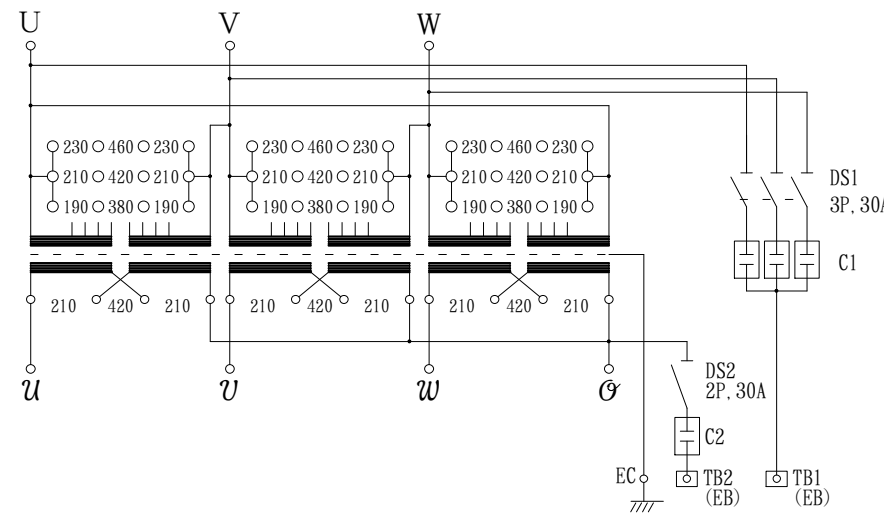 U V W
230 460 230 230 460 230 230 460 230
210 420 210 210 420 210 210 420 210
190 380 190 190 380 190 190 380 190
DS1
3P, 30A
C1
210 420 210 210 420 210 210 420 210
U V W O
DS2
2P, 30A
C2
EC
TB2
(EB)
TB1
(EB)